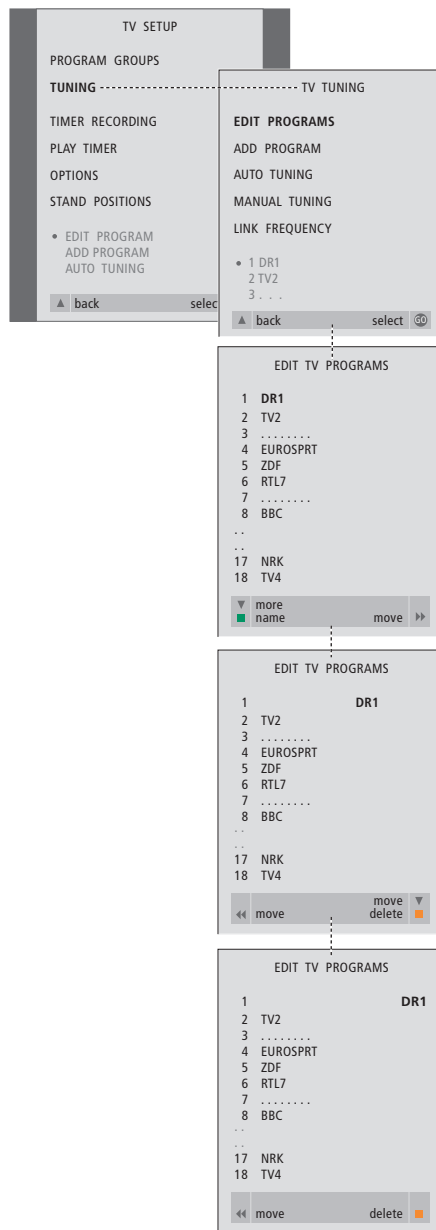 TV SETUP
PROGRAM GROUPS
TUNING
TIMER RECORDING
PLAY TIMER
OPTIONS
STAND POSITIONS
• EDIT PROGRAM
ADD PROGRAM
AUTO TUNING
▲ back selec
TV TUNING
EDIT PROGRAMS
ADD PROGRAM
AUTO TUNING
MANUAL TUNING
LINK FREQUENCY
• 1 DR1
2 TV2
3 . . .
▲ back select GO
EDIT TV PROGRAMS
1 DR1
2 TV2
3 . . . . . . . .
4 EUROSPRT
5 ZDF
6 RTL7
7 . . . . . . . .
8 BBC
. .
. .
17 NRK
18 TV4
▼ more
name move
EDIT TV PROGRAMS
1 DR1
2 TV2
3 . . . . . . . .
4 EUROSPRT
5 ZDF
6 RTL7
7 . . . . . . . .
8 BBC
. .
. .
17 NRK
18 TV4
move ▼
move delete
EDIT TV PROGRAMS
1 DR1
2 TV2
3 . . . . . . . .
4 EUROSPRT
5 ZDF
6 RTL7
7 . . . . . . . .
8 BBC
. .
. .
17 NRK
18 TV4
move delete